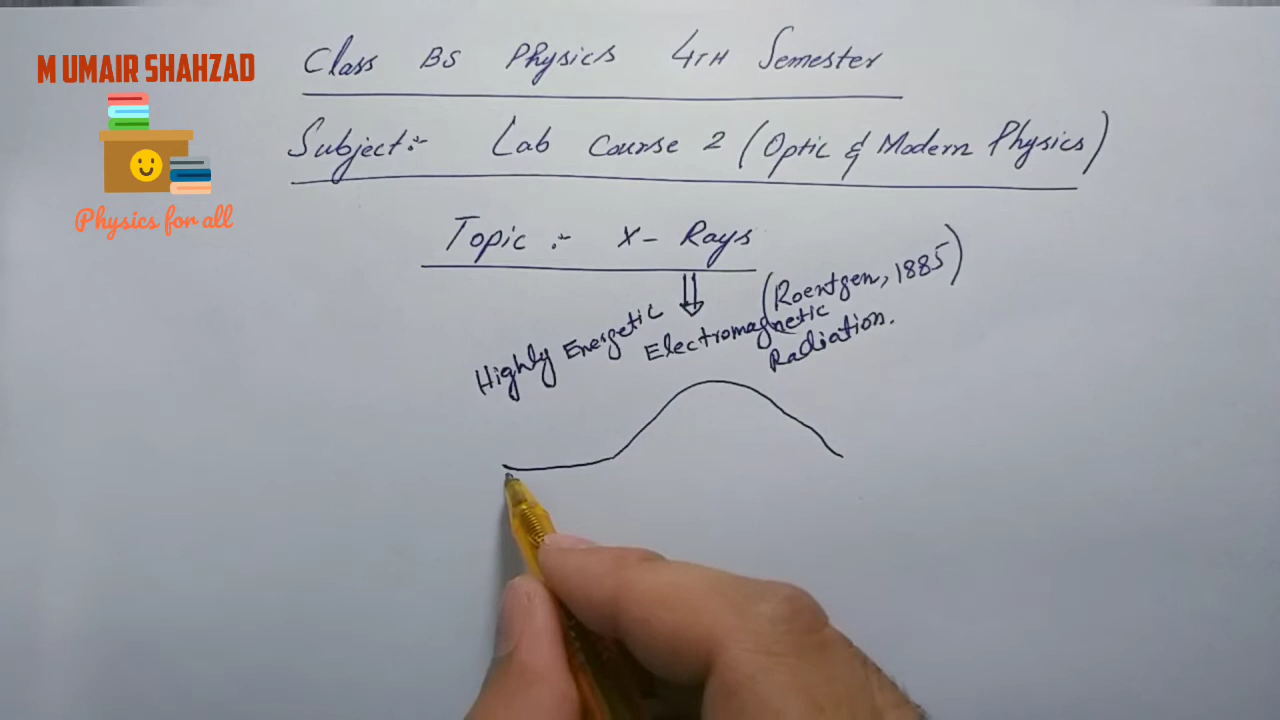 M UMAIR SHAHZAD
Physics for all
Class BS Physics 4TH Semester
Subject:- Lab Course 2 (Optic & Modern Physics)
Topic:- X-Rays
(Roentgen, 1885)
Highly Energetic Electromagnetic
Radiation.